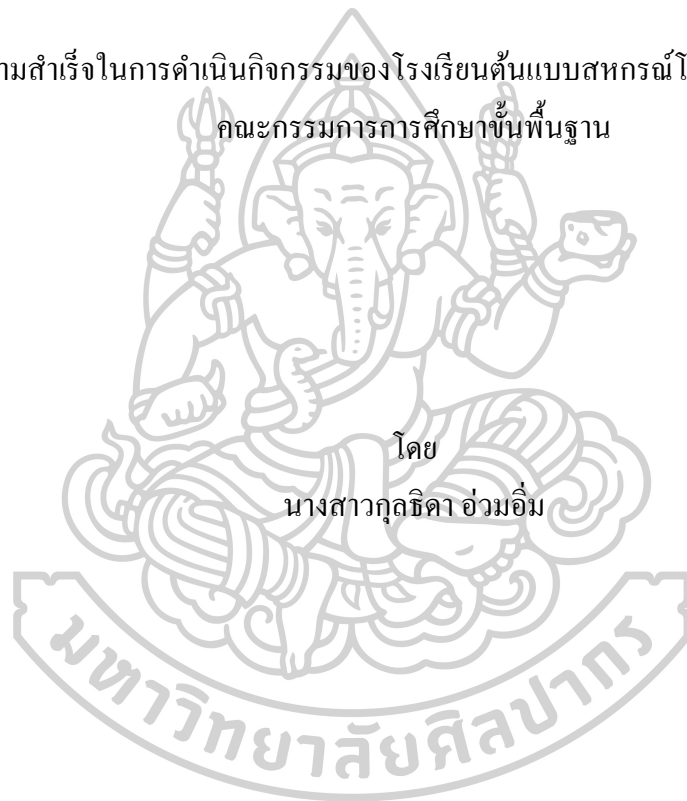 ามสำเร็จในการดำเนินกิจกรรมของโรงเรียนต้นแบบสหกรณ์โ
คณะกรรมการการศึกษาขั้นพื้นฐาน
โดย
นางสาวกุลธิดา อ่วมอิ่ม
มหาวิทยาลัยศิลปากร